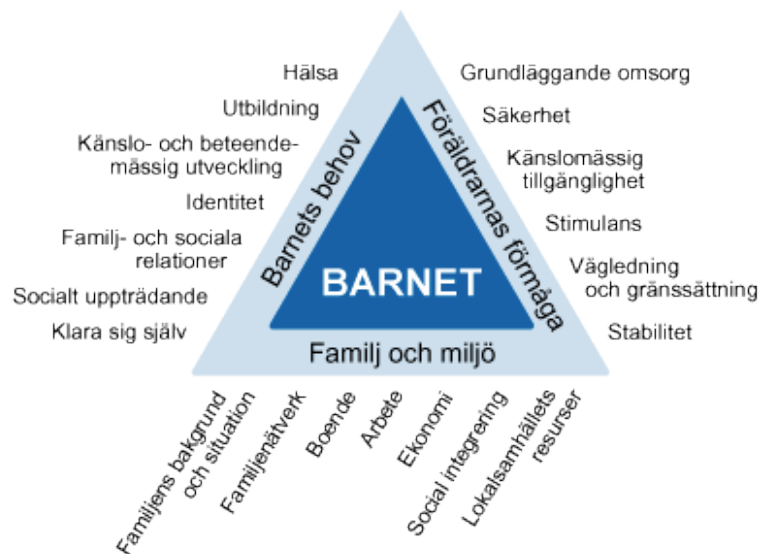 Hälsa
Utbildning
Känslo- och beteende-
mässig utveckling
Identitet
Familj- och sociala
relationer
Socialt uppträdande
Klara sig själv
Barnets behov
BARNET
Föräldrarnas förmåga
Grundläggande omsorg
Säkerhet
Känslomässig
tillgänglighet
Stimulans
Vägledning
och gränssättning
Stabilitet
Familj och miljö
Familjens bakgrund
och situation
Familjenätverk
Boende
Arbete
Ekonomi
Social integrering
Lokalsamhällets
resurser